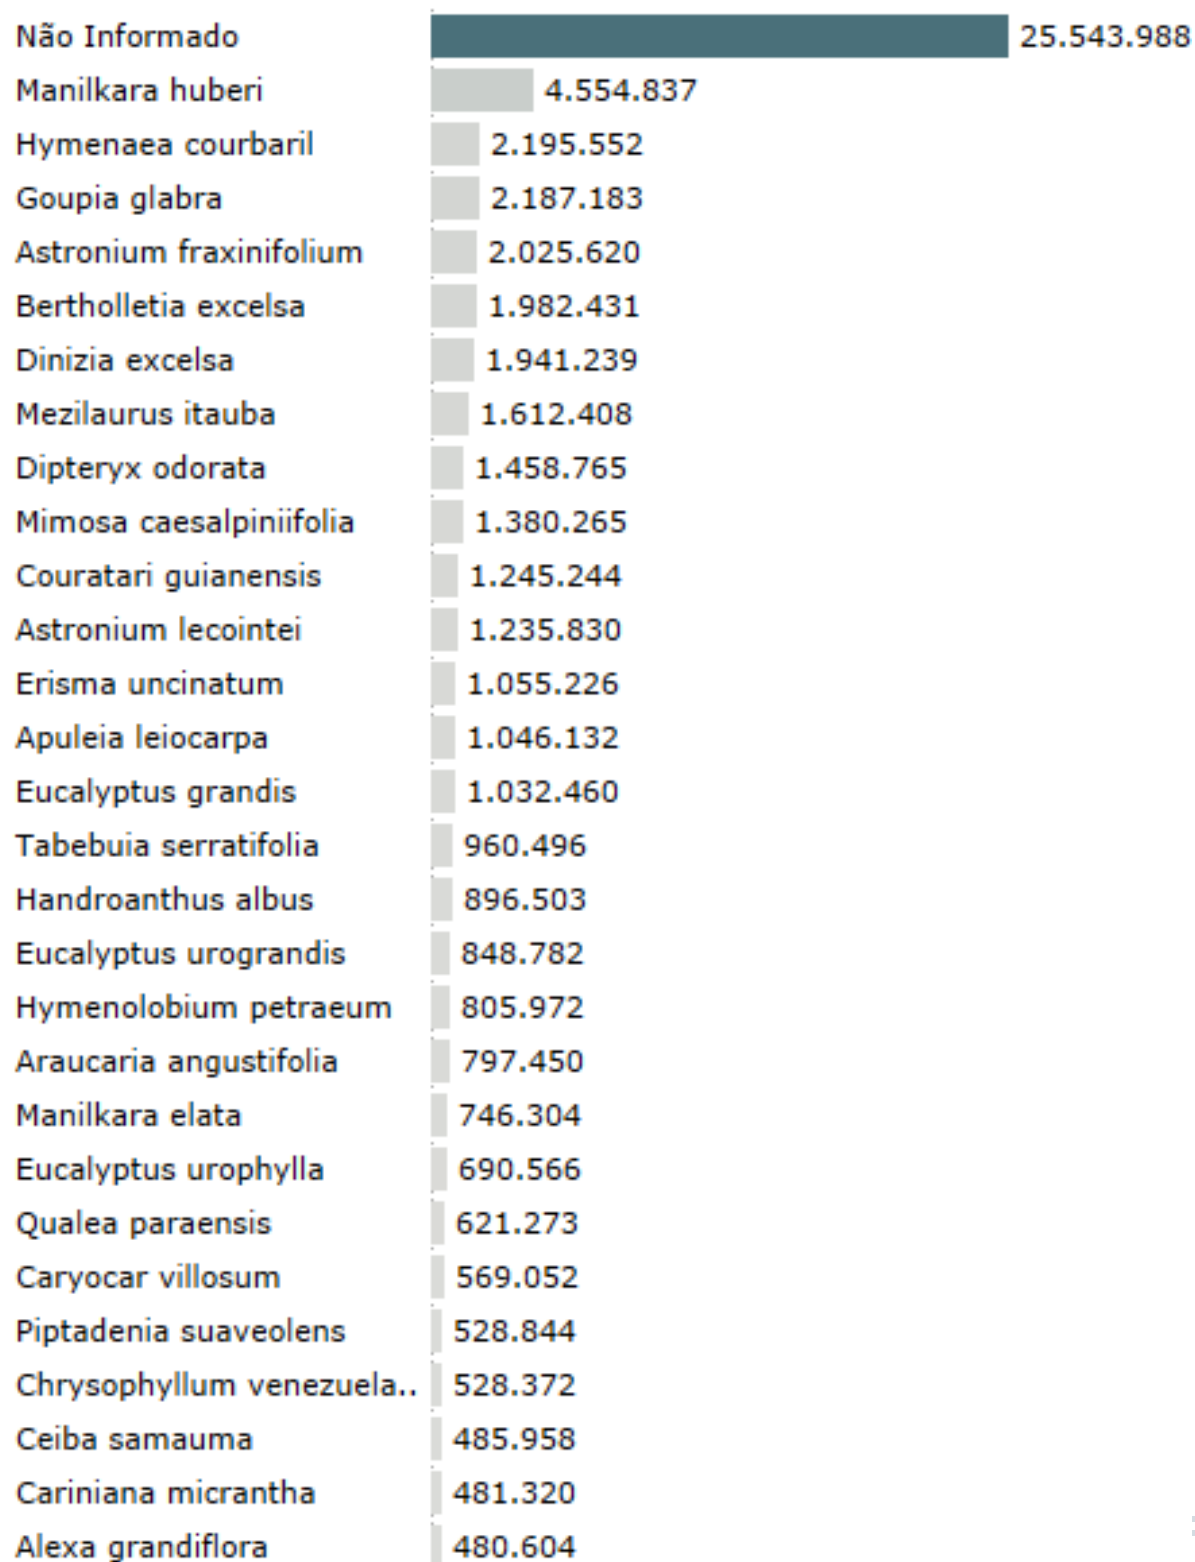 Não Informado 25.543.988
Manilkara huberi 4.554.837
Hymenaea courbaril 2.195.552
Goupia glabra 2.187.183
Astronium fraxinifolium 2.025.620
Bertholletia excelsa 1.982.431
Dinizia excelsa 1.941.239
Mezilaurus itauba 1.612.408
Dipteryx odorata 1.458.765
Mimosa caesalpiniifolia 1.380.265
Couratari guianensis 1.245.244
Astronium lecointei 1.235.830
Erisma uncinatum 1.055.226
Apuleia leiocarpa 1.046.132
Eucalyptus grandis 1.032.460
Tabebuia serratifolia 960.496
Handroanthus albus 896.503
Eucalyptus urograndis 848.782
Hymenolobium petraeum 805.972
Araucaria angustifolia 797.450
Manilkara elata 746.304
Eucalyptus urophylla 690.566
Qualea paraensis 621.273
Caryocar villosum 569.052
Piptadenia suaveolens 528.844
Chrysophyllum venezuela.. 528.372
Ceiba samauma 485.958
Cariniana micrantha 481.320
Alexa grandiflora 480.604